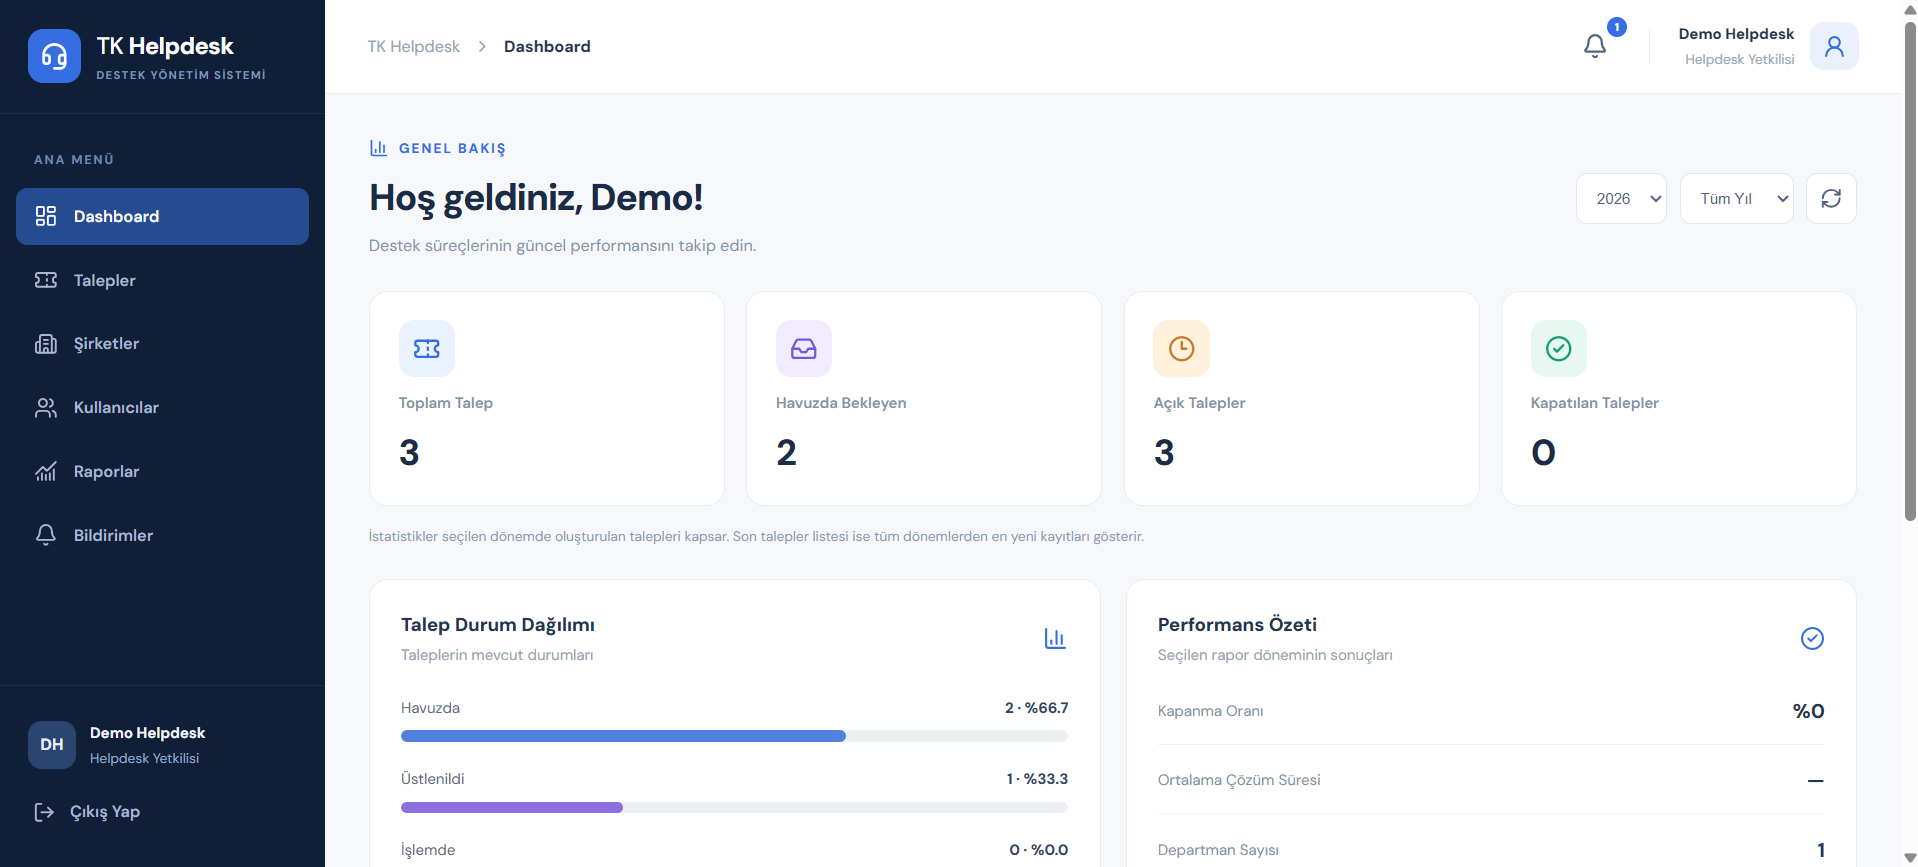 TK Helpdesk
DESTEK YÖNETİM SİSTEMİ
ANA MENÜ
Dashboard
Talepler
Şirketler
Kullanıcılar
Raporlar
Bildirimler
DH
Demo Helpdesk
Helpdesk Yetkilisi
Çıkış Yap
TK Helpdesk > Dashboard
1
Demo Helpdesk
Helpdesk Yetkilisi
GENEL BAKIŞ
Hoş geldiniz, Demo!
Destek süreçlerinin güncel performansını takip edin.
2026
Tüm Yıl
Toplam Talep
3
Havuzda Bekleyen
2
Açık Talepler
3
Kapatılan Talepler
0
İstatistikler seçilen dönemde oluşturulan talepleri kapsar. Son talepler listesi ise tüm dönemlerden en yeni kayıtları gösterir.
Talep Durum Dağılımı
Taleplerin mevcut durumları
Havuzda 2 · %66.7
Üstlenildi 1 · %33.3
İşlemde 0 · %0.0
Performans Özeti
Seçilen rapor döneminin sonuçları
Kapanma Oranı %0
Ortalama Çözüm Süresi —
Departman Sayısı 1